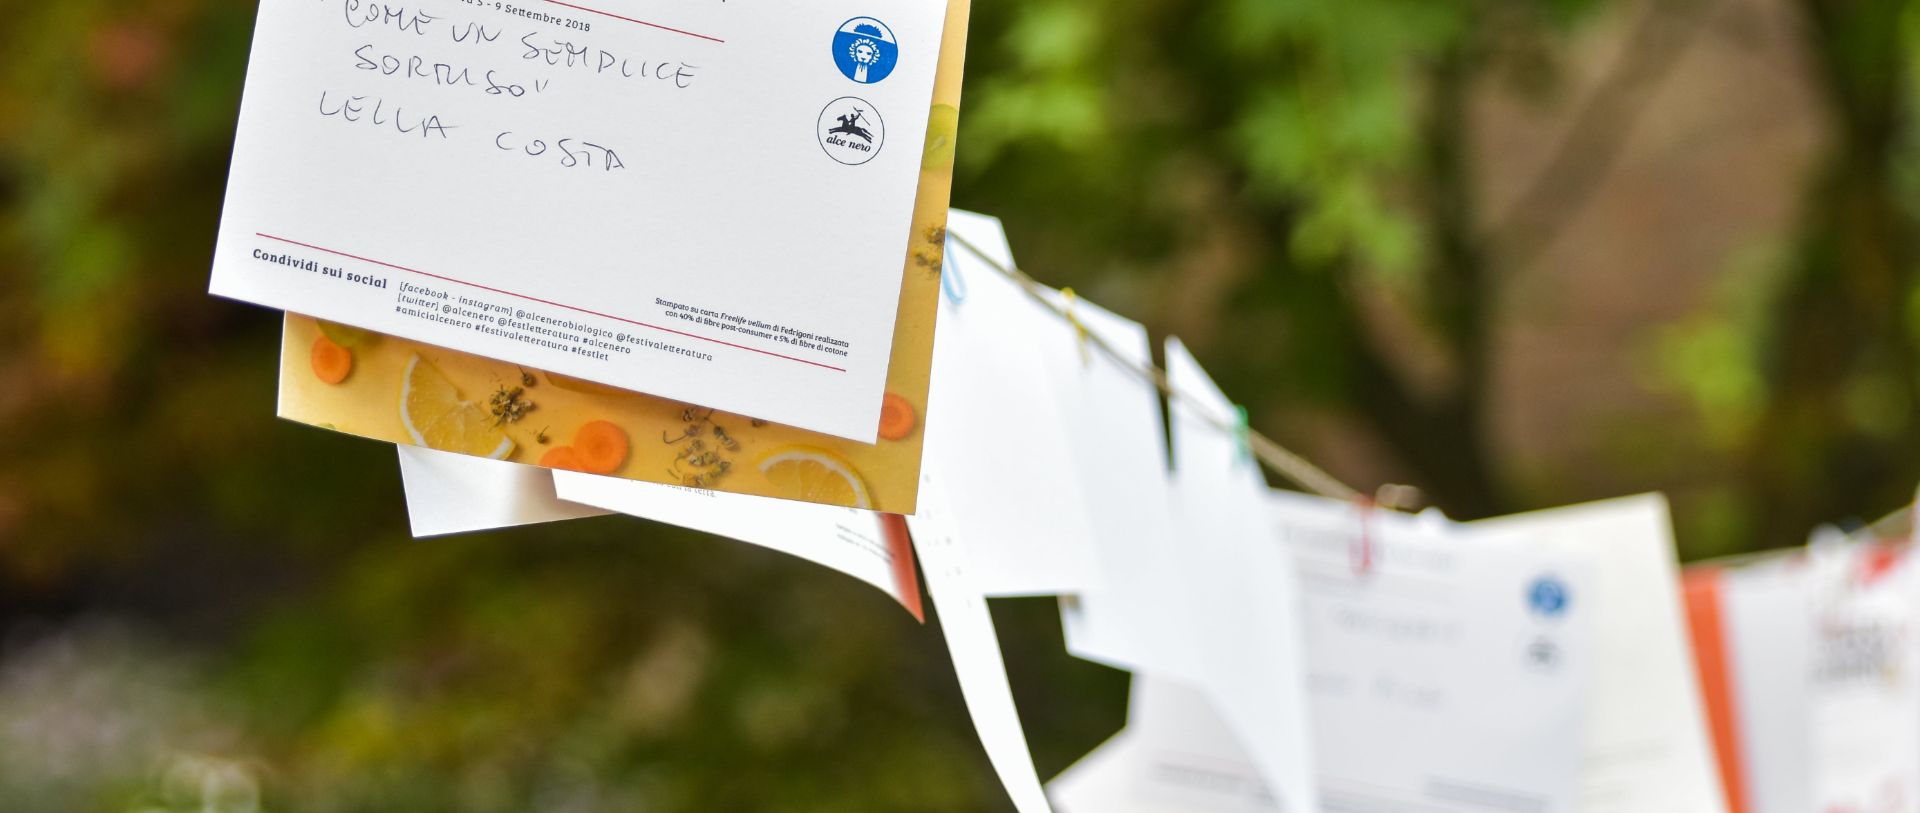 5 - 9 Settembre 2018
"COME UN SEMPLICE
SORRISO"
LELLA COSTA
alce nero
Condividi sui social
[facebook - instagram] @alcenerobiologico @festivaletteratura
[twitter] @alcenero @festletteratura #alcenero
#amicialcenero #festivaletteratura #festlet
Stampato su carta Freelife vellum di Fedrigoni realizzata
con 40% di fibre post-consumer e 5% di fibre di cotone